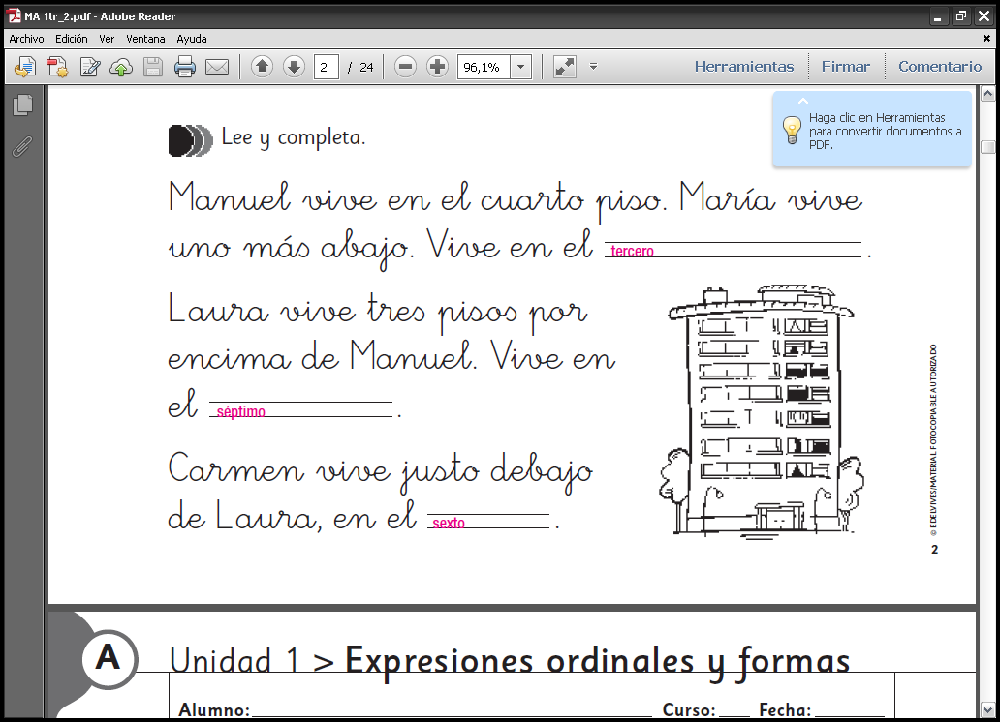 MA 1tr_2.pdf - Adobe Reader
Archivo Edición Ver Ventana Ayuda
2 / 24 96,1% Herramientas Firmar Comentario
Haga clic en Herramientas
para convertir documentos a
PDF.
Lee y completa.
Manuel vive en el cuarto piso. María vive
uno más abajo. Vive en el tercero.
Laura vive tres pisos por
encima de Manuel. Vive en
el séptimo.
Carmen vive justo debajo
de Laura, en el sexto.
© EDELVIVES/MATERIAL FOTOCOPIABLE AUTORIZADO
2
A
Unidad 1 > Expresiones ordinales y formas
Alumno: Curso: Fecha: